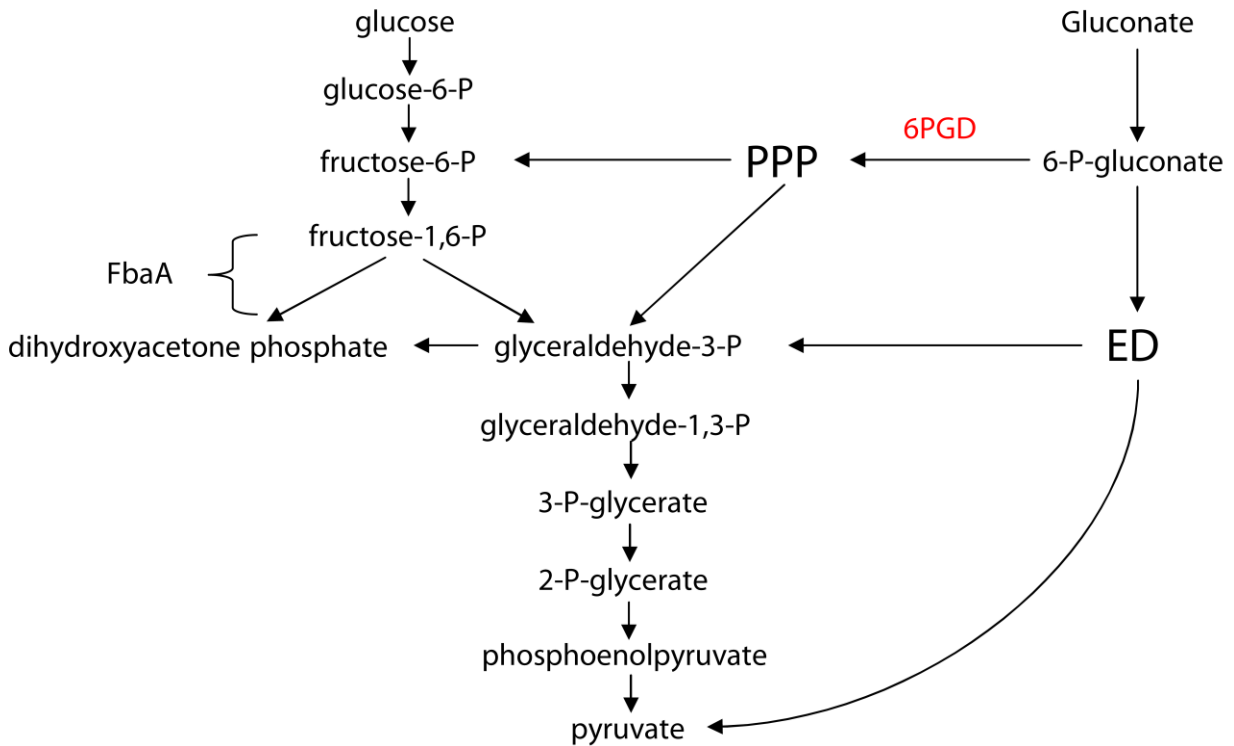 glucose
Gluconate
glucose-6-P
6PGD
fructose-6-P
PPP
6-P-gluconate
fructose-1,6-P
FbaA
dihydroxyacetone phosphate
glyceraldehyde-3-P
ED
glyceraldehyde-1,3-P
3-P-glycerate
2-P-glycerate
phosphoenolpyruvate
pyruvate